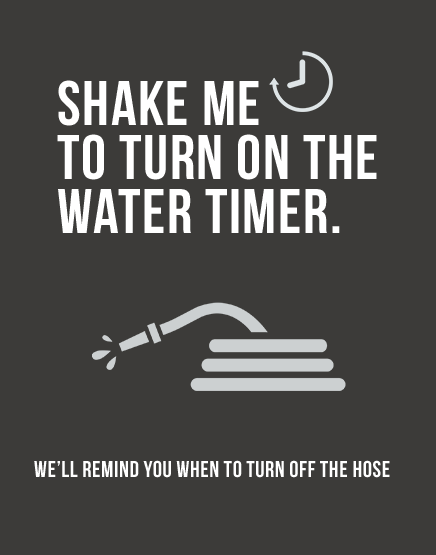 SHAKE ME
TO TURN ON THE
WATER TIMER.
WE'LL REMIND YOU WHEN TO TURN OFF THE HOSE